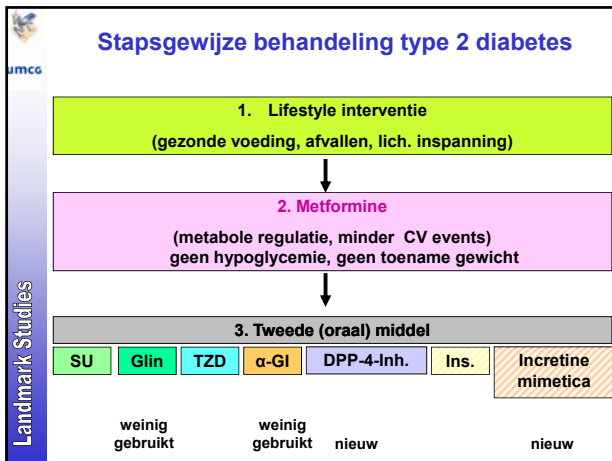 Stapsgewijze behandeling type 2 diabetes
umcg
1. Lifestyle interventie
(gezonde voeding, afvallen, lich. inspanning)
2. Metformine
(metabole regulatie, minder CV events)
geen hypoglycemie, geen toename gewicht
3. Tweede (oraal) middel
SU Glin TZD α-GI DPP-4-Inh. Ins. Incretine
mimetica
weinig weinig
gebruikt gebruikt nieuw nieuw
Landmark Studies